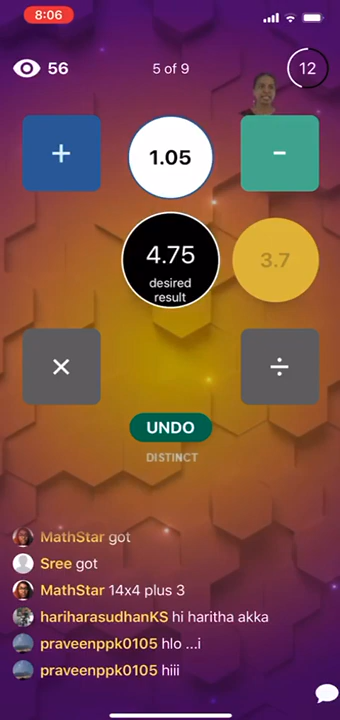 8:06
56
5 of 9
12
+
1.05
-
4.75
desired
result
3.7
×
÷
UNDO
DISTINCT
MathStar got
Sree got
MathStar 14x4 plus 3
hariharasudhanKS hi haritha akka
praveenppk0105 hlo ...i
praveenppk0105 hiii